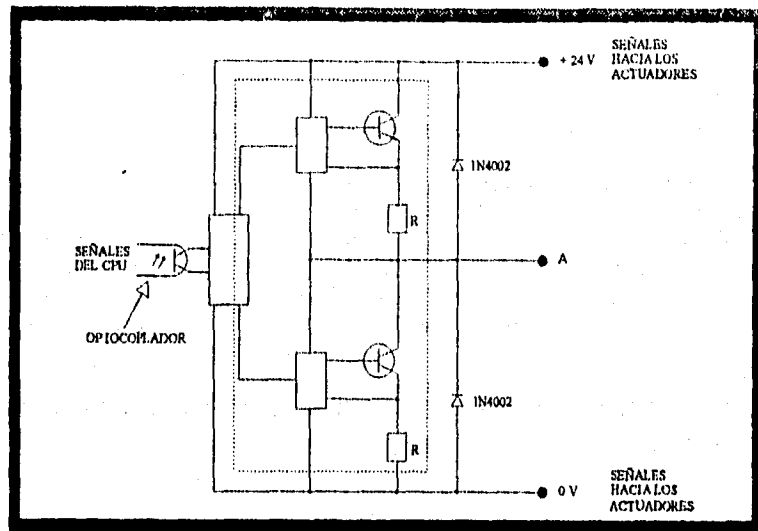 SEÑALES
HACIA LOS
ACTUADORES
+ 24 V
1N4002
R
SEÑALES
DEL CPU
A
OPTOCOPLADOR
1N4002
R
0 V
SEÑALES
HACIA LOS
ACTUADORES